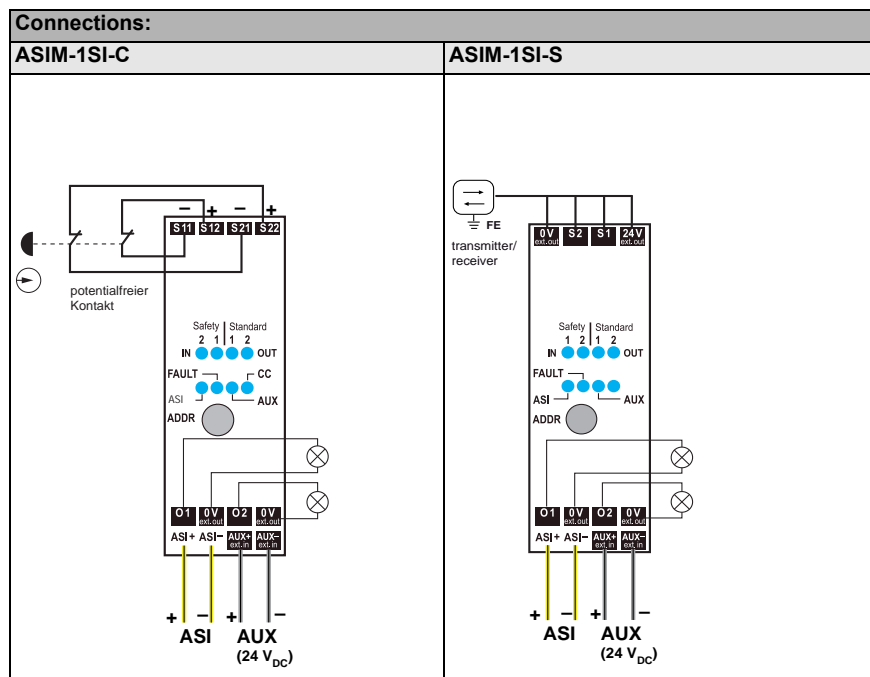 Connections:
ASIM-1SI-C
ASIM-1SI-S
– + – +
S11 S12 S21 S22
potentialfreier
Kontakt
Safety Standard
2 1 1 2
IN OUT
FAULT CC
ASI AUX
ADDR
O1 0V ext.out O2 0V ext.out
ASI+ ASI– AUX+ ext.in AUX– ext.in
+ – + –
ASI AUX
(24 VDC)
FE
transmitter/
receiver
0V ext.out S2 S1 24V ext.out
Safety Standard
2 1 1 2
IN OUT
FAULT
ASI AUX
ADDR
O1 0V ext.out O2 0V ext.out
ASI+ ASI– AUX+ ext.in AUX– ext.in
+ – + –
ASI AUX
(24 VDC)